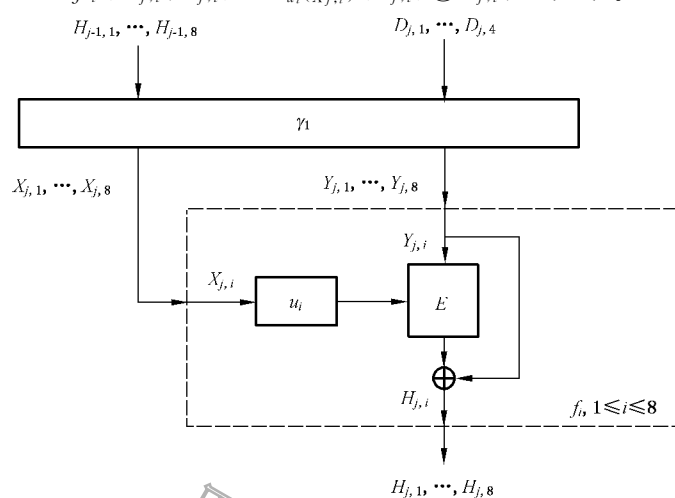 H_{j-1,1}, ···, H_{j-1,8} D_{j,1}, ···, D_{j,4}
γ₁
X_{j,1}, ···, X_{j,8} Y_{j,1}, ···, Y_{j,8}
Y_{j,i}
X_{j,i}
u_i E
H_{j,i}
f_i, 1≤i≤8
H_{j,1}, ···, H_{j,8}